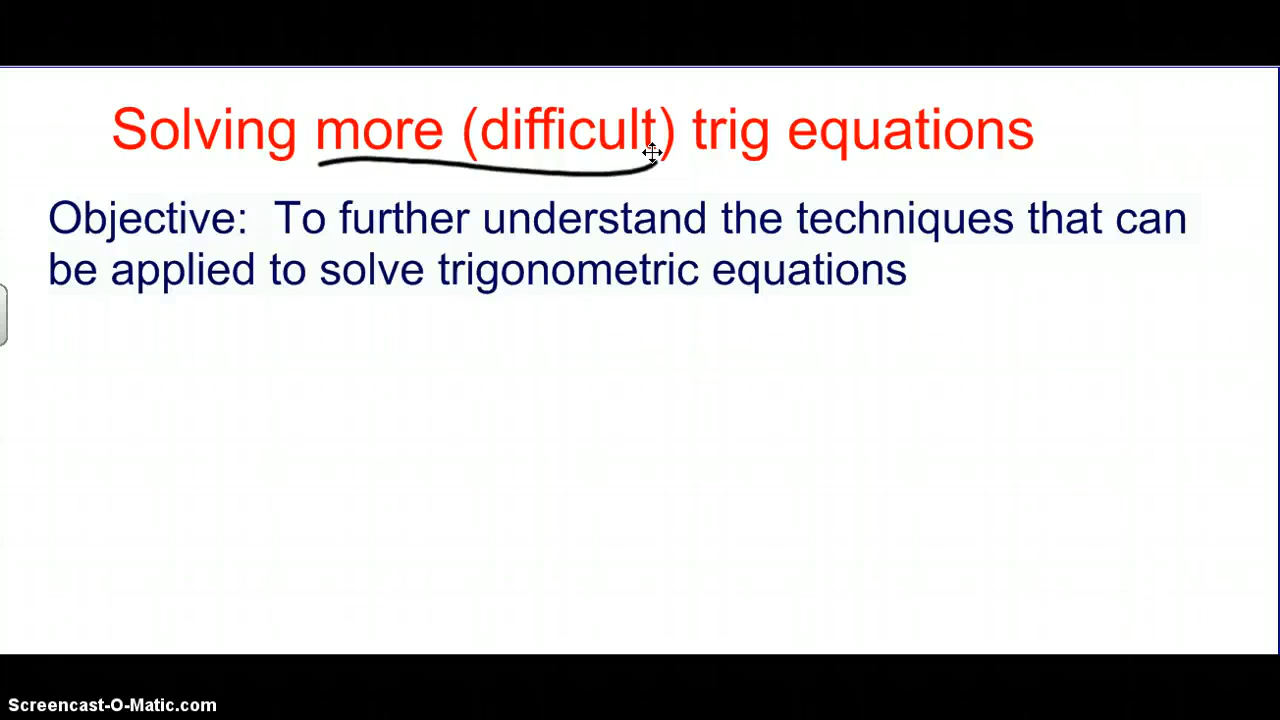 Solving more (difficult) trig equations
Objective:  To further understand the techniques that can
be applied to solve trigonometric equations
Screencast-O-Matic.com